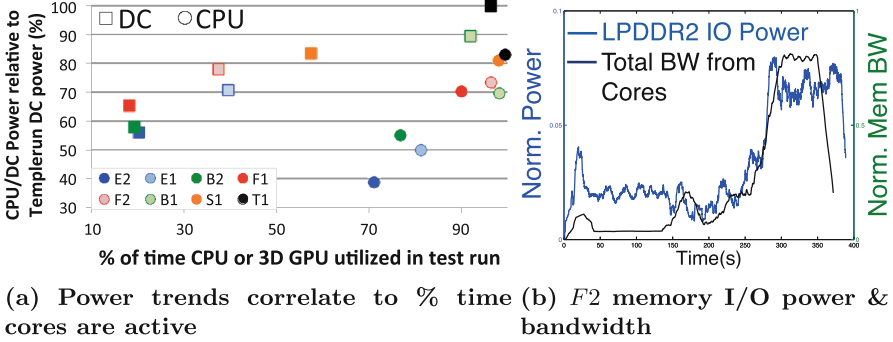 CPU/DC Power relative to
Templerun DC power (%)
100
90
80
70
60
50
40
30
DC CPU
E2 E1 B2 F1
F2 B1 S1 T1
10 30 50 70 90
% of time CPU or 3D GPU utilized in test run
(a) Power trends correlate to % time
cores are active
Norm. Power
0.1
0.05
0
LPDDR2 IO Power
Total BW from
Cores
1
0.5
0
Norm. Mem BW
0 50 100 150 200 250 300 350 400
Time(s)
(b) F2 memory I/O power &
bandwidth